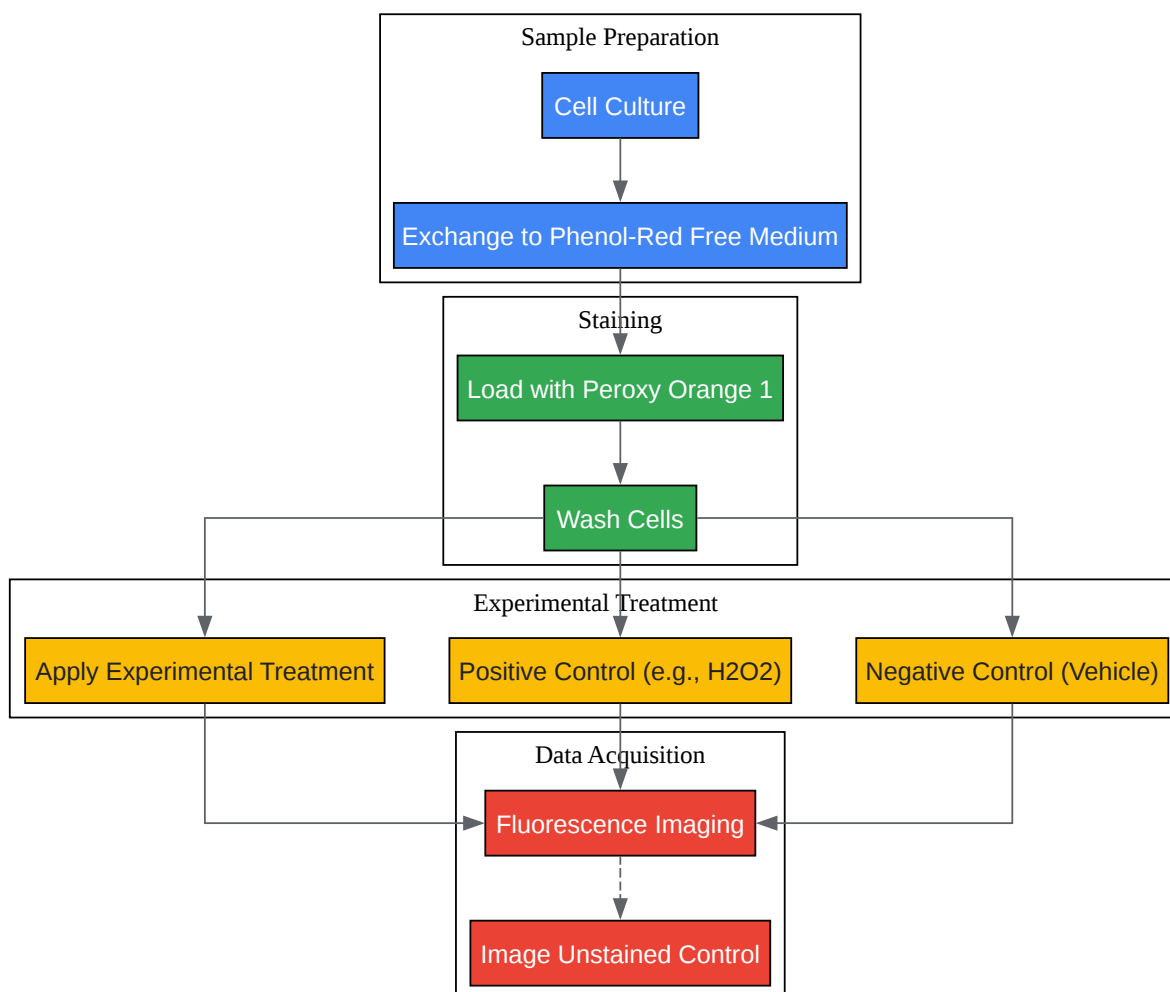 Sample Preparation
Cell Culture
Exchange to Phenol-Red Free Medium
Staining
Load with Peroxy Orange 1
Wash Cells
Experimental Treatment
Apply Experimental Treatment
Positive Control (e.g., H2O2)
Negative Control (Vehicle)
Data Acquisition
Fluorescence Imaging
Image Unstained Control